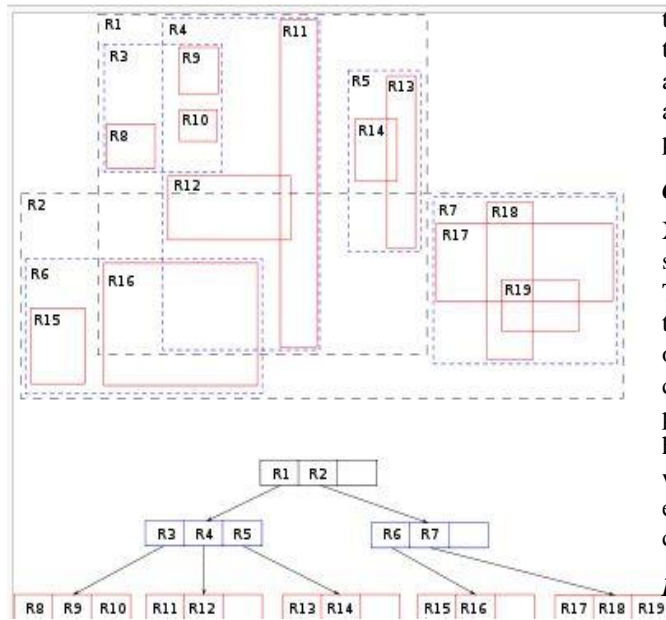 R1 R4 R11
R3 R9
R5 R13
R10 R14
R8
R12
R2 R7 R18
R17
R6 R16
R19
R15
R1 R2
R3 R4 R5
R6 R7
R8 R9 R10
R11 R12
R13 R14
R15 R16
R17 R18 R19